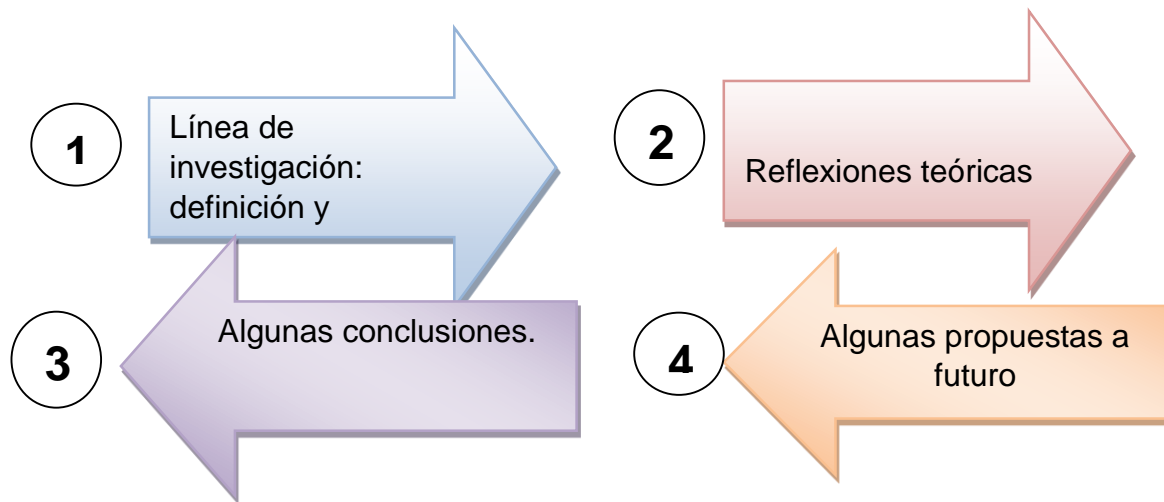 1
Línea de
investigación:
definición y
2
Reflexiones teóricas
3
Algunas conclusiones.
4
Algunas propuestas a
futuro